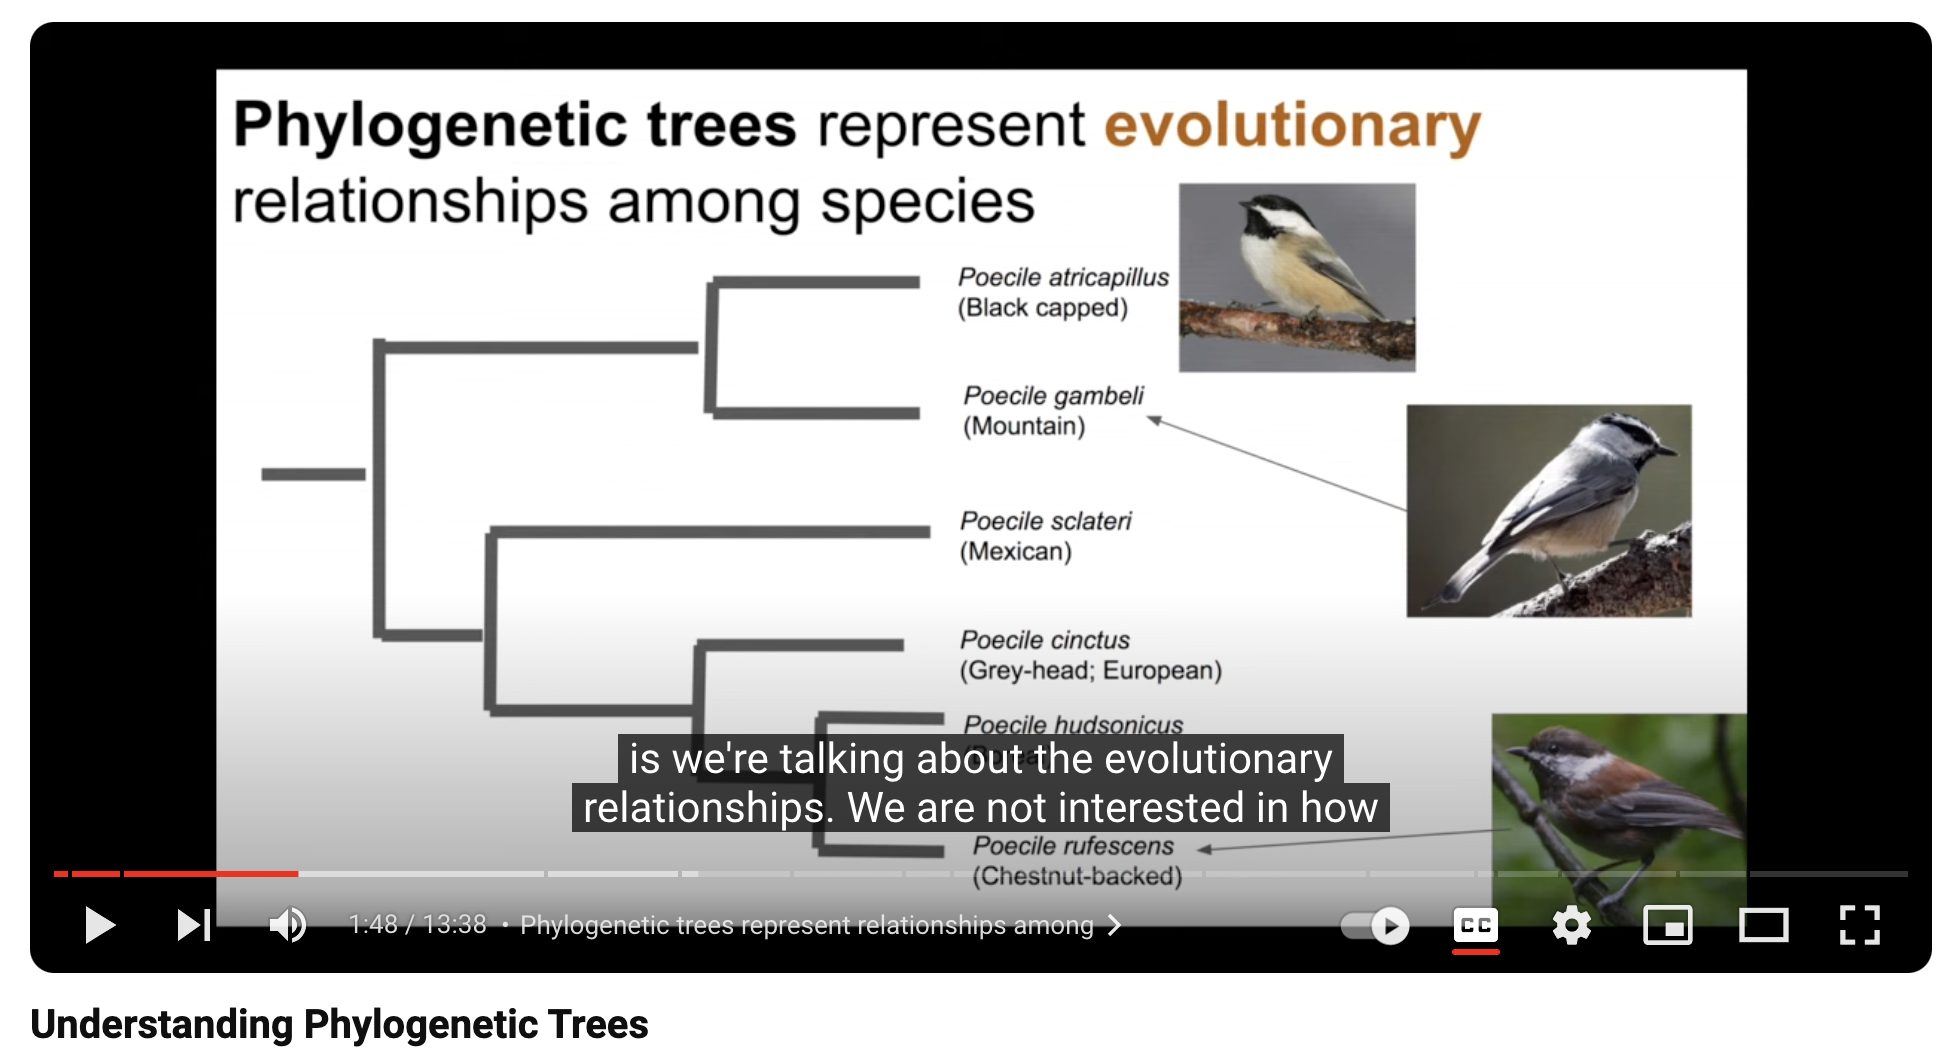 Phylogenetic trees represent evolutionary
relationships among species
Poecile atricapillus
(Black capped)
Poecile gambeli
(Mountain)
Poecile sclateri
(Mexican)
Poecile cinctus
(Grey-head; European)
Poecile hudsonicus
is we're talking about the evolutionary
relationships. We are not interested in how
Poecile rufescens
(Chestnut-backed)
1:48 / 13:38 • Phylogenetic trees represent relationships among
CC
Understanding Phylogenetic Trees